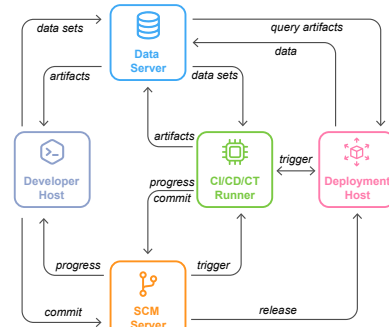 data sets
query artifacts
Data
Server
data
artifacts
data sets
artifacts
Developer
Host
CI/CD/CT
Runner
trigger
Deployment
Host
progress
commit
progress
trigger
commit
SCM
Server
release